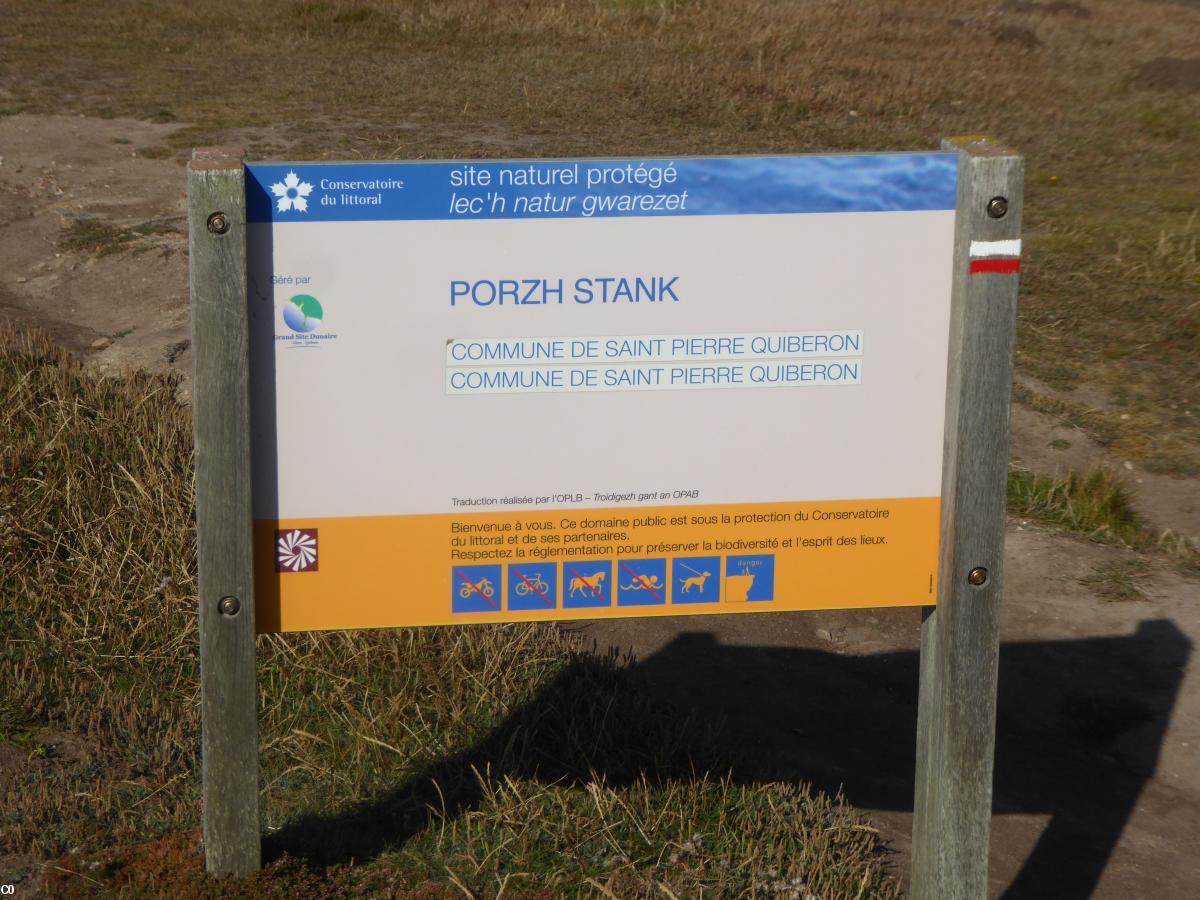 Conservatoire
du littoral
site naturel protégé
lec'h natur gwarezet
Géré par
Grand Site Dunaire
PORZH STANK
COMMUNE DE SAINT PIERRE QUIBERON
COMMUNE DE SAINT PIERRE QUIBERON
Traduction réalisée par l'OPLB – Troidigezh gant an OPAB
Bienvenue à vous. Ce domaine public est sous la protection du Conservatoire
du littoral et de ses partenaires.
Respectez la réglementation pour préserver la biodiversité et l'esprit des lieux.
danger
C0